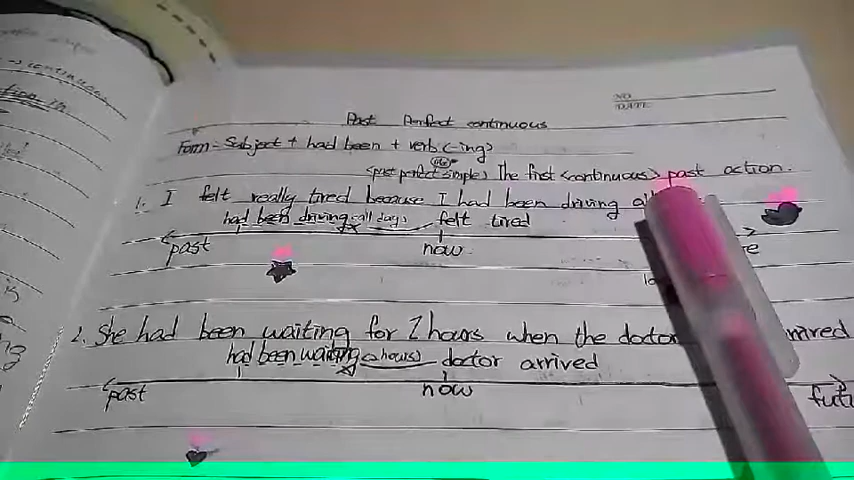 NO
DATE
Past Perfect continuous
Form - Subject + had been + verb (-ing)
<past perfect simple> The first <continuous> past action.
1. I felt really tired because I had been driving
had been driving (all day) felt tired
past now
2. She had been waiting for 2 hours when the doctor arrived
had been waiting (2 hours) doctor arrived
past now